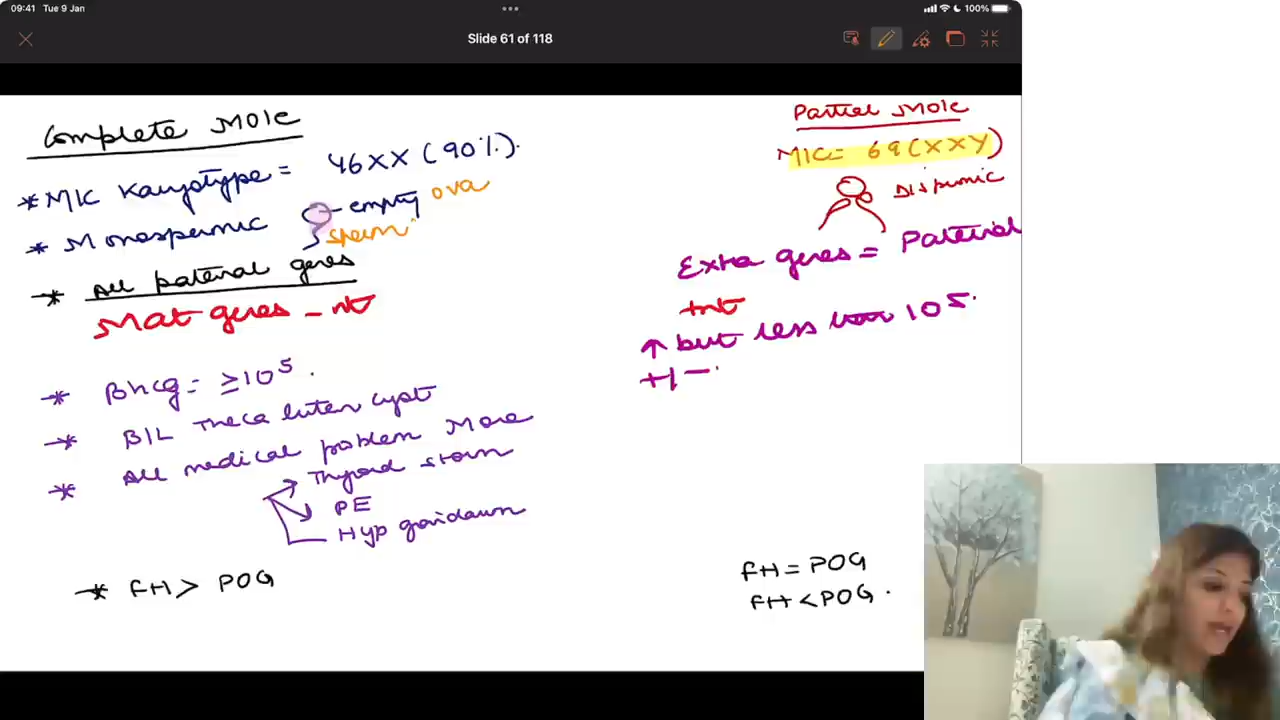 09:41 Tue 9 Jan
100%
Slide 61 of 118
Complete Mole
* M/C Karyotype = 46XX (90%).
* Monospermic - empty ova
sperm
* All paternal genes
Mat genes - nt
* BHCG = ≥10⁵.
* B/L Theca lutein cyst
* All medical problem More
Thyroid storm
PE
Hyp gravidarum
* FH > POG
Partial Mole
M/C = 69 (XXY)
Dispermic
Extra genes = Paternal
+nt
↑ but less than 10⁵.
+/-
FH = POG
FH < POG.